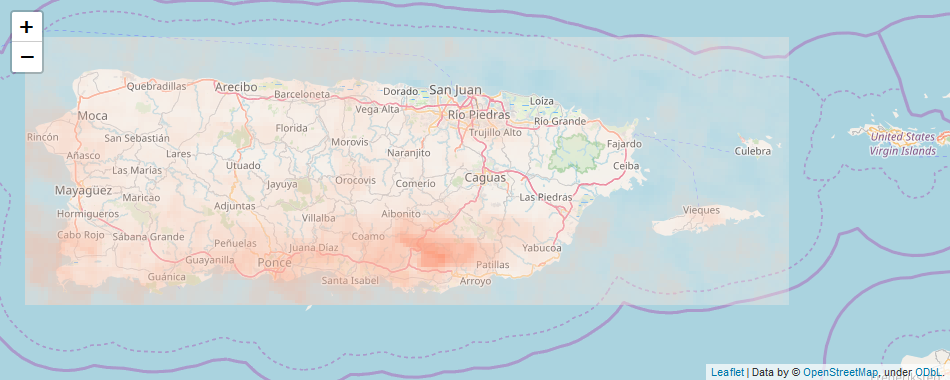 +
−
Quebradillas
Arecibo
Barceloneta
Dorado
San Juan
Moca
Vega Alta
Río Piedras
Loíza
Río Grande
Rincón
San Sebastián
Florida
Morovis
Trujillo Alto
Fajardo
United States
Virgin Islands
Añasco
Lares
Naranjito
Culebra
Las Marías
Utuado
Ceiba
Mayagüez
Maricao
Jayuya
Orocovis
Comerío
Caguas
Las Piedras
Hormigueros
Adjuntas
Villalba
Aibonito
Vieques
Cabo Rojo
Sabana Grande
Peñuelas
Juana Díaz
Coamo
Yabucoa
Guayanilla
Ponce
Patillas
Guánica
Santa Isabel
Arroyo
Leaflet | Data by © OpenStreetMap, under ODbL.